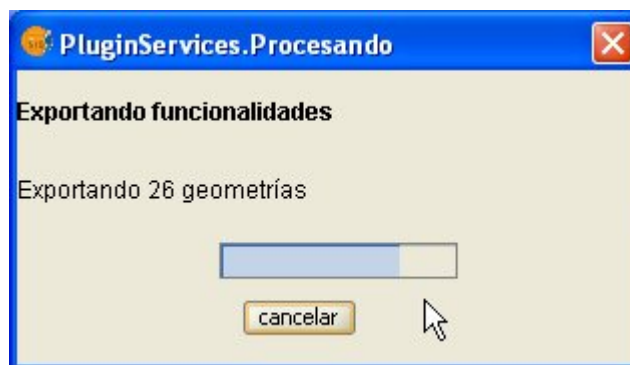 PluginServices.Procesando
Exportando funcionalidades
Exportando 26 geometrías
cancelar